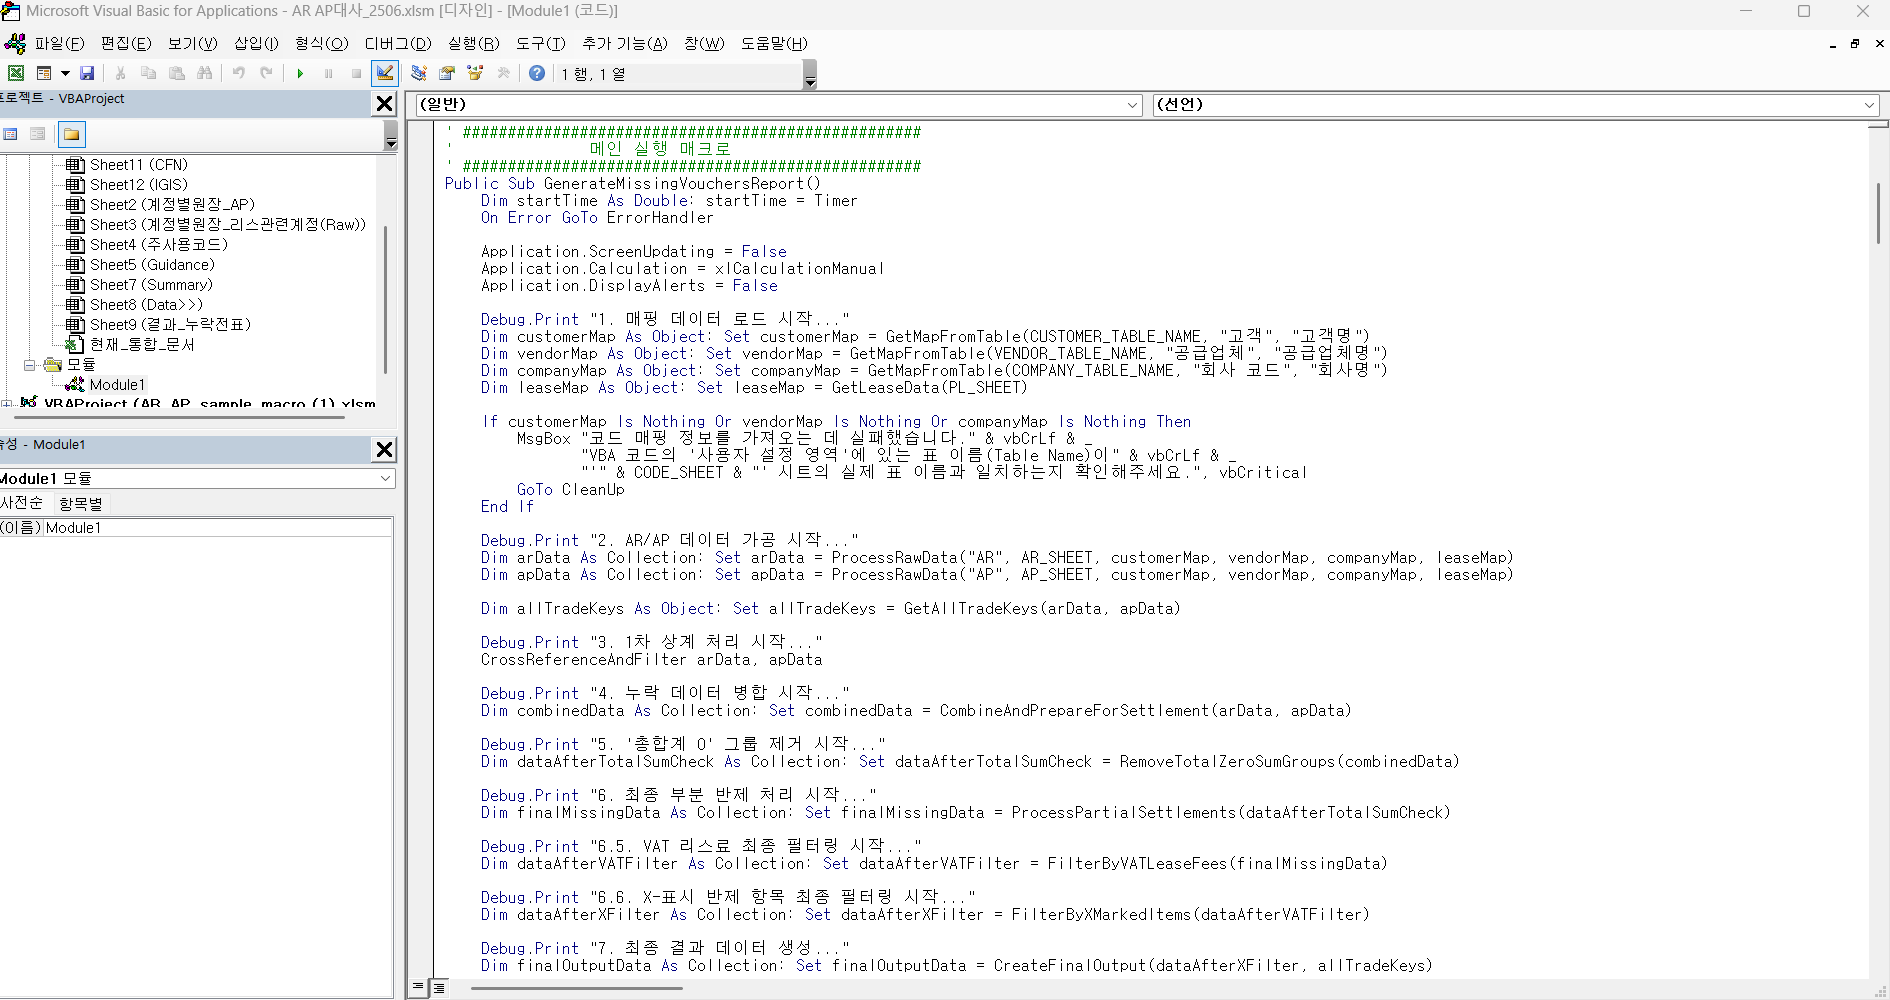 Microsoft Visual Basic for Applications - AR AP대사_2506.xlsm [디자인] - [Module1 (코드)]
파일(F) 편집(E) 보기(V) 삽입(I) 형식(O) 디버그(D) 실행(R) 도구(T) 추가 기능(A) 창(W) 도움말(H)
1 행, 1 열
프로젝트 - VBAProject
Sheet11 (CFN)
Sheet12 (IGIS)
Sheet2 (계정별원장_AP)
Sheet3 (계정별원장_리스관련계정(Raw))
Sheet4 (주사용코드)
Sheet5 (Guidance)
Sheet7 (Summary)
Sheet8 (Data>>)
Sheet9 (결과_누락전표)
현재_통합_문서
모듈
Module1
VBAProject (AR_AP_sample_macro (1).xlsm
속성 - Module1
Module1 모듈
사전순 항목별
(이름) Module1
(일반) (선언)
' ###################################################
' 메인 실행 매크로
' ###################################################
Public Sub GenerateMissingVouchersReport()
Dim startTime As Double: startTime = Timer
On Error GoTo ErrorHandler
Application.ScreenUpdating = False
Application.Calculation = xlCalculationManual
Application.DisplayAlerts = False
Debug.Print "1. 매핑 데이터 로드 시작..."
Dim customerMap As Object: Set customerMap = GetMapFromTable(CUSTOMER_TABLE_NAME, "고객", "고객명")
Dim vendorMap As Object: Set vendorMap = GetMapFromTable(VENDOR_TABLE_NAME, "공급업체", "공급업체명")
Dim companyMap As Object: Set companyMap = GetMapFromTable(COMPANY_TABLE_NAME, "회사 코드", "회사명")
Dim leaseMap As Object: Set leaseMap = GetLeaseData(PL_SHEET)
If customerMap Is Nothing Or vendorMap Is Nothing Or companyMap Is Nothing Then
MsgBox "코드 매핑 정보를 가져오는 데 실패했습니다." & vbCrLf & _
"VBA 코드의 '사용자 설정 영역'에 있는 표 이름(Table Name)이" & vbCrLf & _
"'" & CODE_SHEET & "' 시트의 실제 표 이름과 일치하는지 확인해주세요.", vbCritical
GoTo CleanUp
End If
Debug.Print "2. AR/AP 데이터 가공 시작..."
Dim arData As Collection: Set arData = ProcessRawData("AR", AR_SHEET, customerMap, vendorMap, companyMap, leaseMap)
Dim apData As Collection: Set apData = ProcessRawData("AP", AP_SHEET, customerMap, vendorMap, companyMap, leaseMap)
Dim allTradeKeys As Object: Set allTradeKeys = GetAllTradeKeys(arData, apData)
Debug.Print "3. 1차 상계 처리 시작..."
CrossReferenceAndFilter arData, apData
Debug.Print "4. 누락 데이터 병합 시작..."
Dim combinedData As Collection: Set combinedData = CombineAndPrepareForSettlement(arData, apData)
Debug.Print "5. '총합계 0' 그룹 제거 시작..."
Dim dataAfterTotalSumCheck As Collection: Set dataAfterTotalSumCheck = RemoveTotalZeroSumGroups(combinedData)
Debug.Print "6. 최종 부분 반제 처리 시작..."
Dim finalMissingData As Collection: Set finalMissingData = ProcessPartialSettlements(dataAfterTotalSumCheck)
Debug.Print "6.5. VAT 리스료 최종 필터링 시작..."
Dim dataAfterVATFilter As Collection: Set dataAfterVATFilter = FilterByVATLeaseFees(finalMissingData)
Debug.Print "6.6. X-표시 반제 항목 최종 필터링 시작..."
Dim dataAfterXFilter As Collection: Set dataAfterXFilter = FilterByXMarkedItems(dataAfterVATFilter)
Debug.Print "7. 최종 결과 데이터 생성..."
Dim finalOutputData As Collection: Set finalOutputData = CreateFinalOutput(dataAfterXFilter, allTradeKeys)